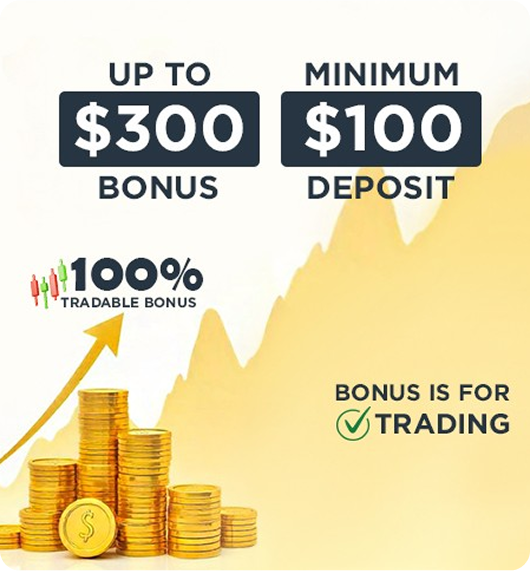 UP TO
$300
BONUS
MINIMUM
$100
DEPOSIT
100%
TRADABLE BONUS
BONUS IS FOR
TRADING
$